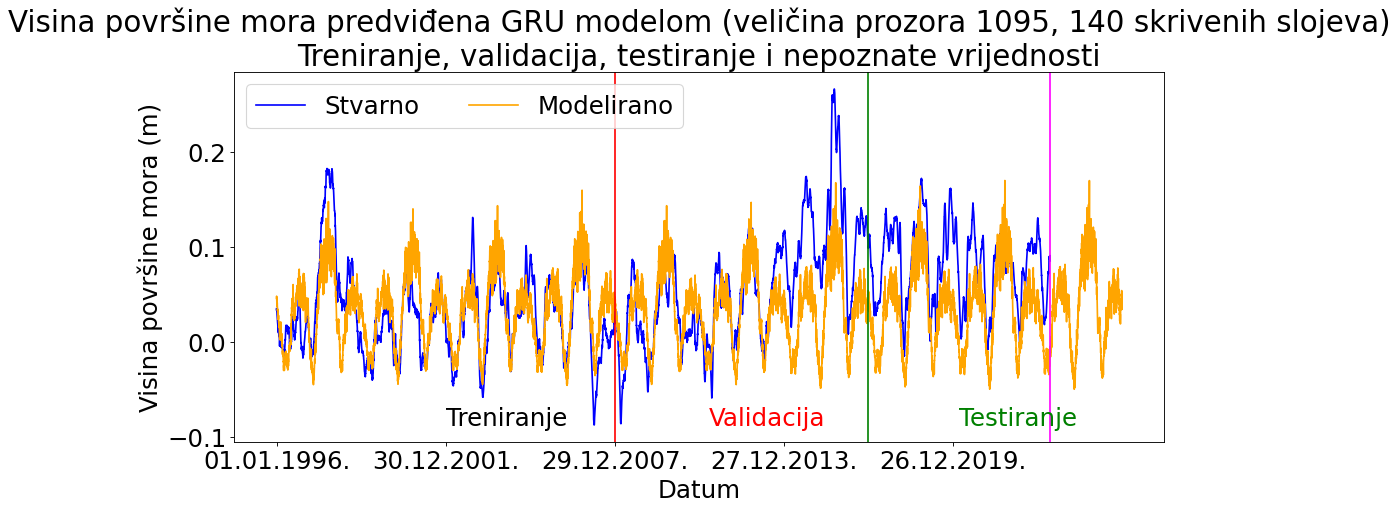 Visina površine mora predviđena GRU modelom (veličina prozora 1095, 140 skrivenih slojeva)
Treniranje, validacija, testiranje i nepoznate vrijednosti
Stvarno
Modelirano
Visina površine mora (m)
0.2
0.1
0.0
−0.1
Treniranje
Validacija
Testiranje
01.01.1996.
30.12.2001.
29.12.2007.
27.12.2013.
26.12.2019.
Datum